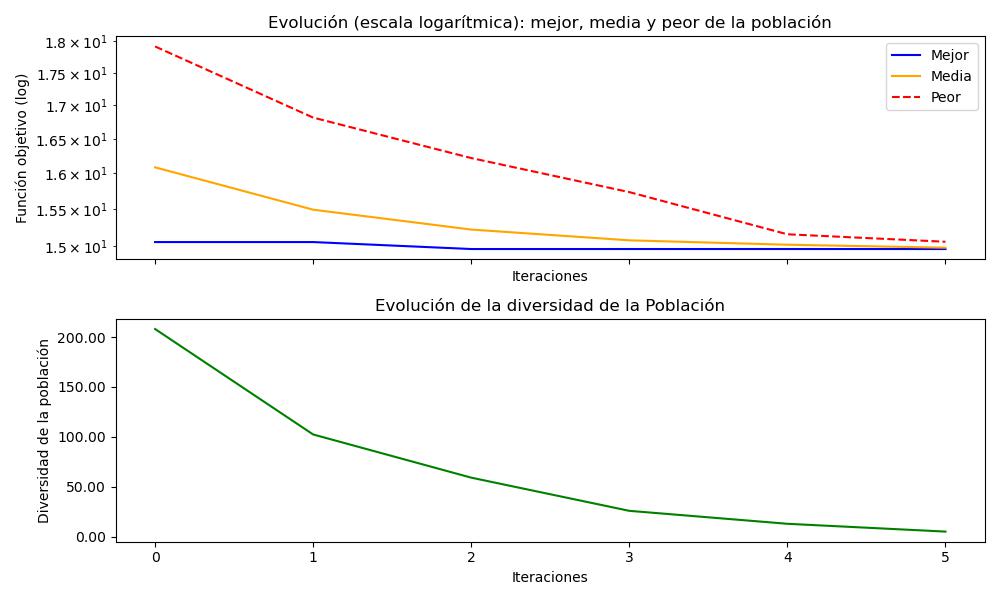 Evolución (escala logarítmica): mejor, media y peor de la población
Función objetivo (log)
1.8 × 10¹
1.75 × 10¹
1.7 × 10¹
1.65 × 10¹
1.6 × 10¹
1.55 × 10¹
1.5 × 10¹
Mejor
Media
Peor
Iteraciones
Evolución de la diversidad de la Población
Diversidad de la población
200.00
150.00
100.00
50.00
0.00
0 1 2 3 4 5
Iteraciones